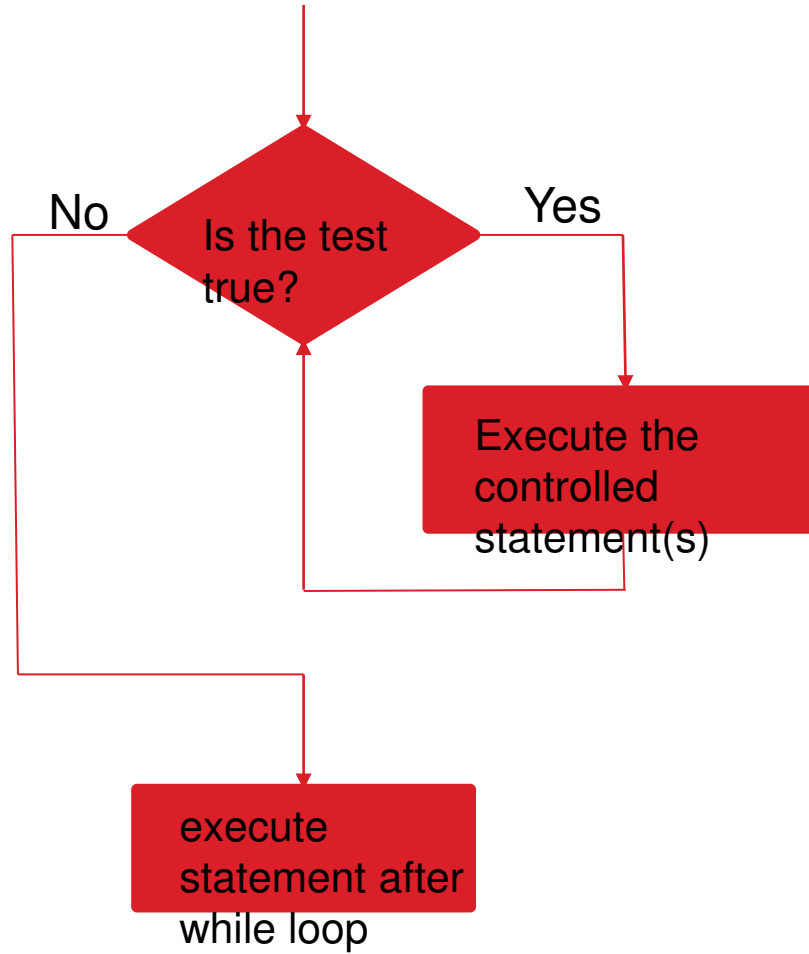 No
Yes
Is the test
true?
Execute the
controlled
statement(s)
execute
statement after
while loop